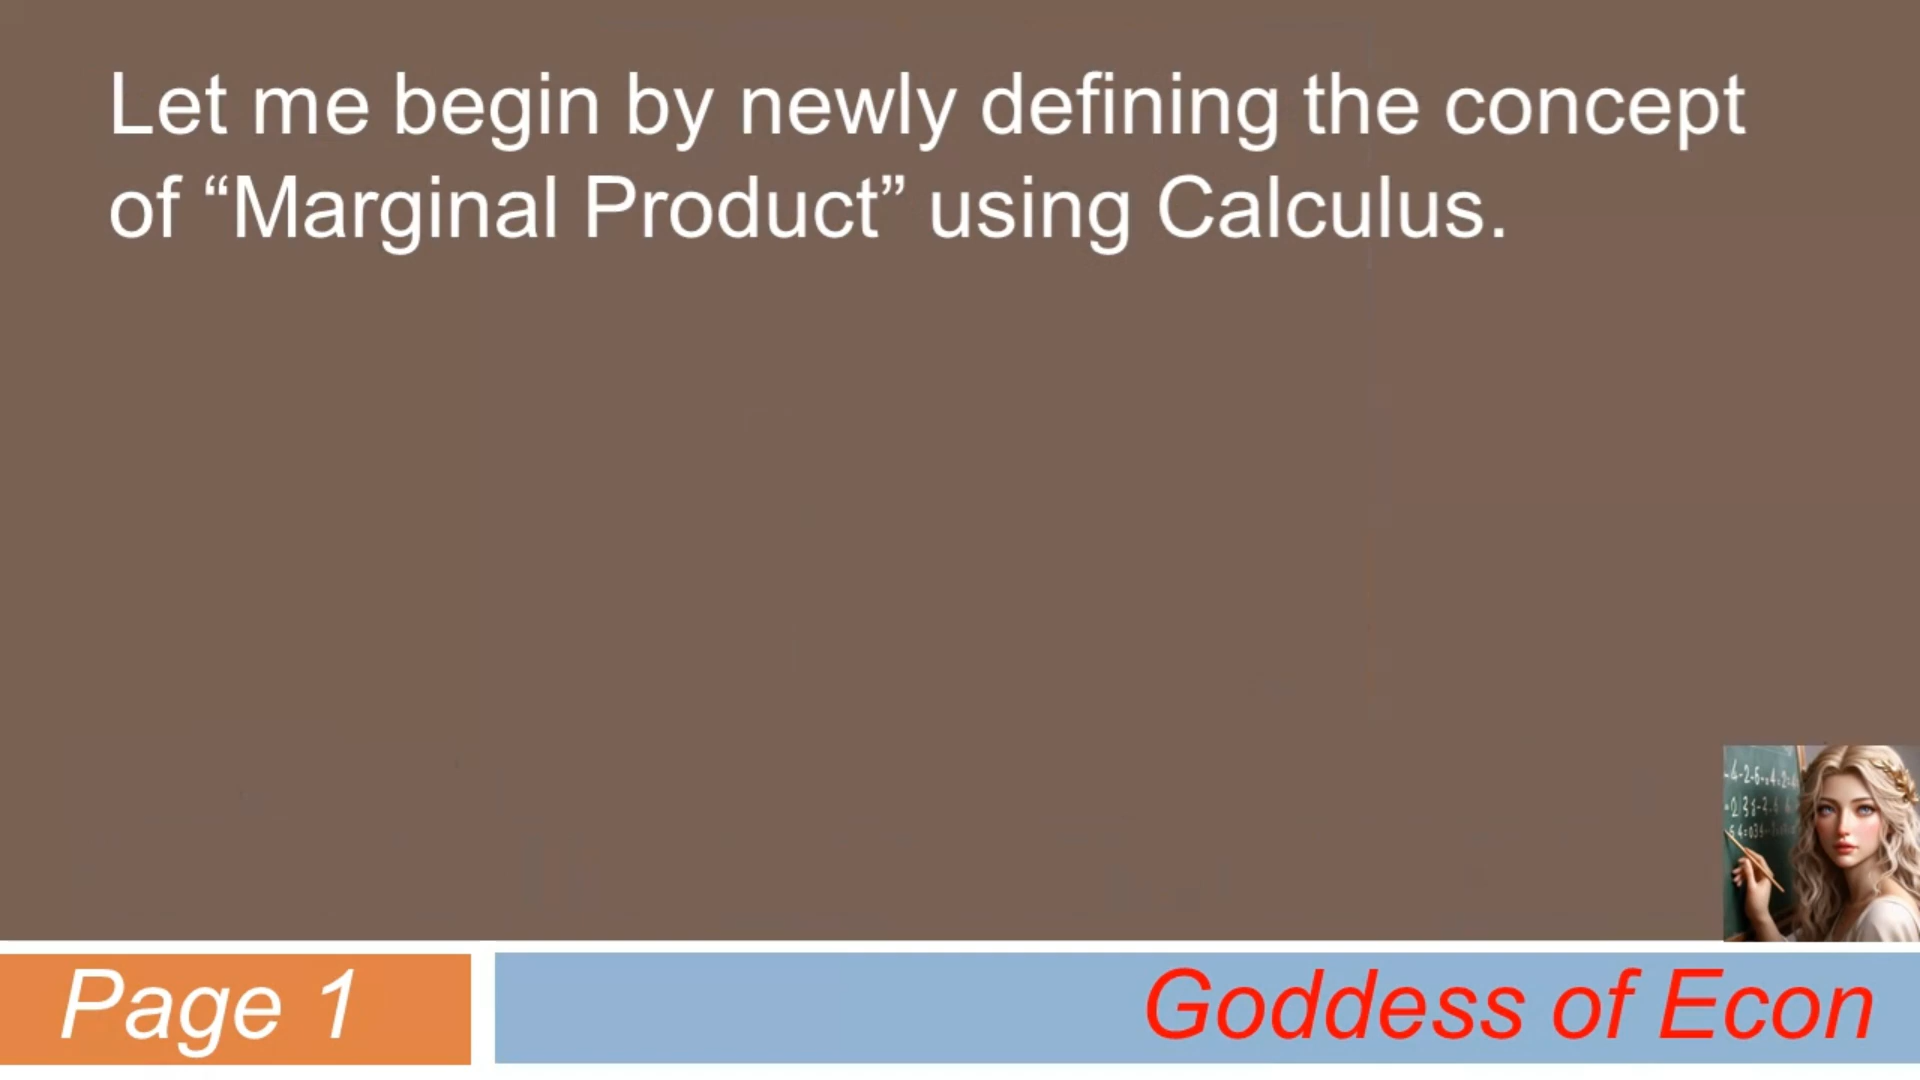 Let me begin by newly defining the concept
of “Marginal Product” using Calculus.
Page 1
Goddess of Econ